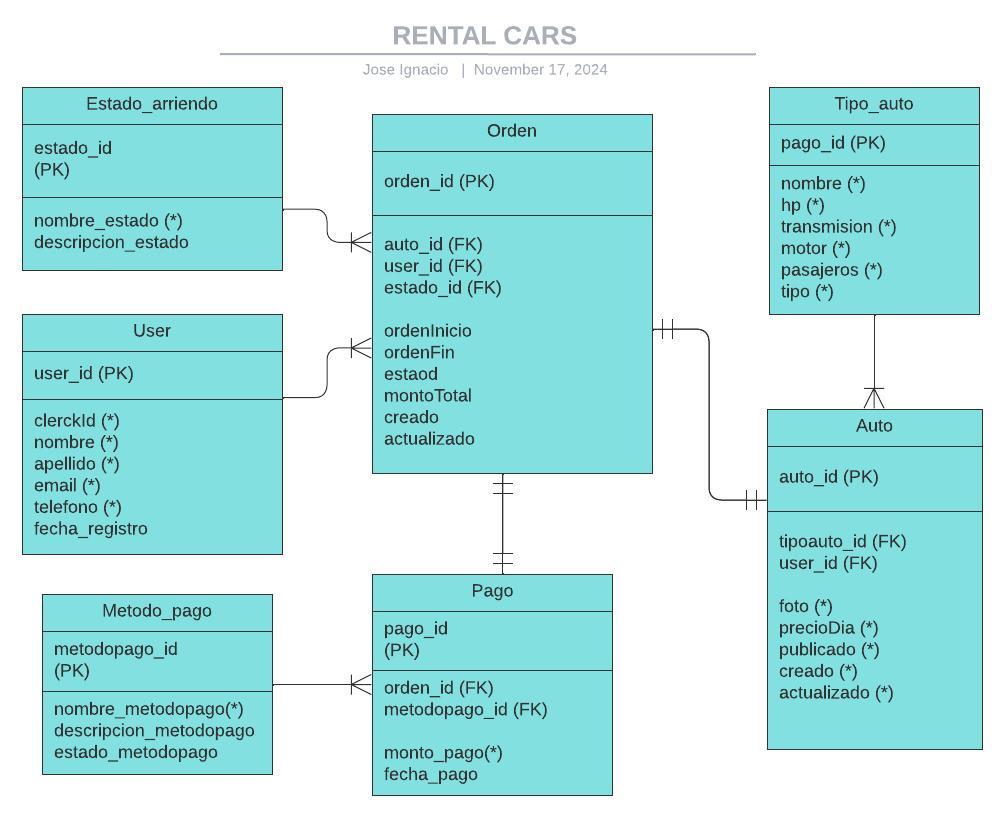 RENTAL CARS
Jose Ignacio | November 17, 2024
Estado_arriendo
estado_id
(PK)
nombre_estado (*)
descripcion_estado
User
user_id (PK)
clerckId (*)
nombre (*)
apellido (*)
email (*)
telefono (*)
fecha_registro
Metodo_pago
metodopago_id
(PK)
nombre_metodopago(*)
descripcion_metodopago
estado_metodopago
Orden
orden_id (PK)
auto_id (FK)
user_id (FK)
estado_id (FK)
ordenInicio
ordenFin
estaod
montoTotal
creado
actualizado
Pago
pago_id
(PK)
orden_id (FK)
metodopago_id (FK)
monto_pago(*)
fecha_pago
Tipo_auto
pago_id (PK)
nombre (*)
hp (*)
transmision (*)
motor (*)
pasajeros (*)
tipo (*)
Auto
auto_id (PK)
tipoauto_id (FK)
user_id (FK)
foto (*)
precioDia (*)
publicado (*)
creado (*)
actualizado (*)